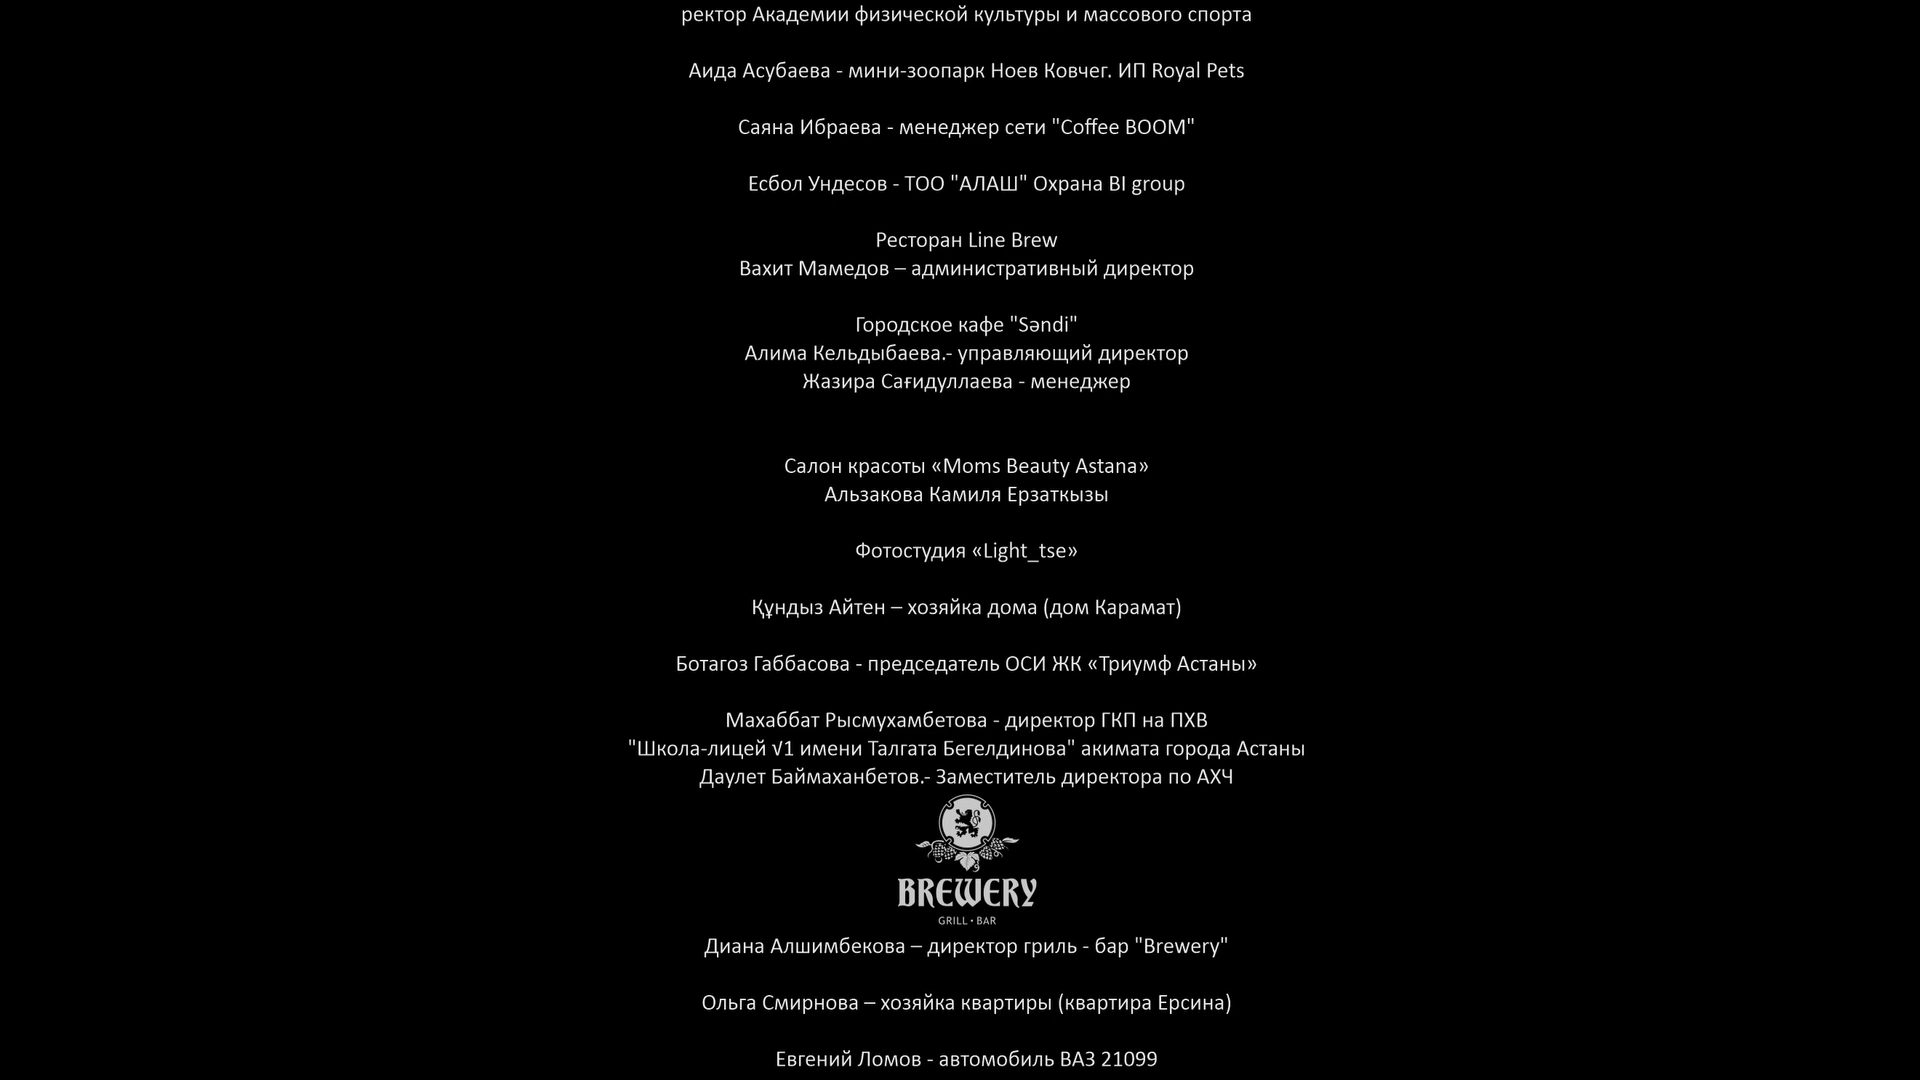 ректор Академии физической культуры и массового спорта
Аида Асубаева - мини-зоопарк Ноев Ковчег. ИП Royal Pets
Саяна Ибраева - менеджер сети "Coffee BOOM"
Есбол Ундесов - ТОО "АЛАШ" Охрана BI group
Ресторан Line Brew
Вахит Мамедов – административный директор
Городское кафе "Səndi"
Алима Кельдыбаева.- управляющий директор
Жазира Сағидуллаева - менеджер
Салон красоты «Moms Beauty Astana»
Альзакова Камиля Ерзаткызы
Фотостудия «Light_tse»
Құндыз Айтен – хозяйка дома (дом Карамат)
Ботагоз Габбасова - председатель ОСИ ЖК «Триумф Астаны»
Махаббат Рысмухамбетова - директор ГКП на ПХВ
"Школа-лицей √1 имени Талгата Бегелдинова" акимата города Астаны
Даулет Баймаханбетов.- Заместитель директора по АХЧ
BREWERY
GRILL • BAR
Диана Алшимбекова – директор гриль - бар "Brewery"
Ольга Смирнова – хозяйка квартиры (квартира Ерсина)
Евгений Ломов - автомобиль ВАЗ 21099